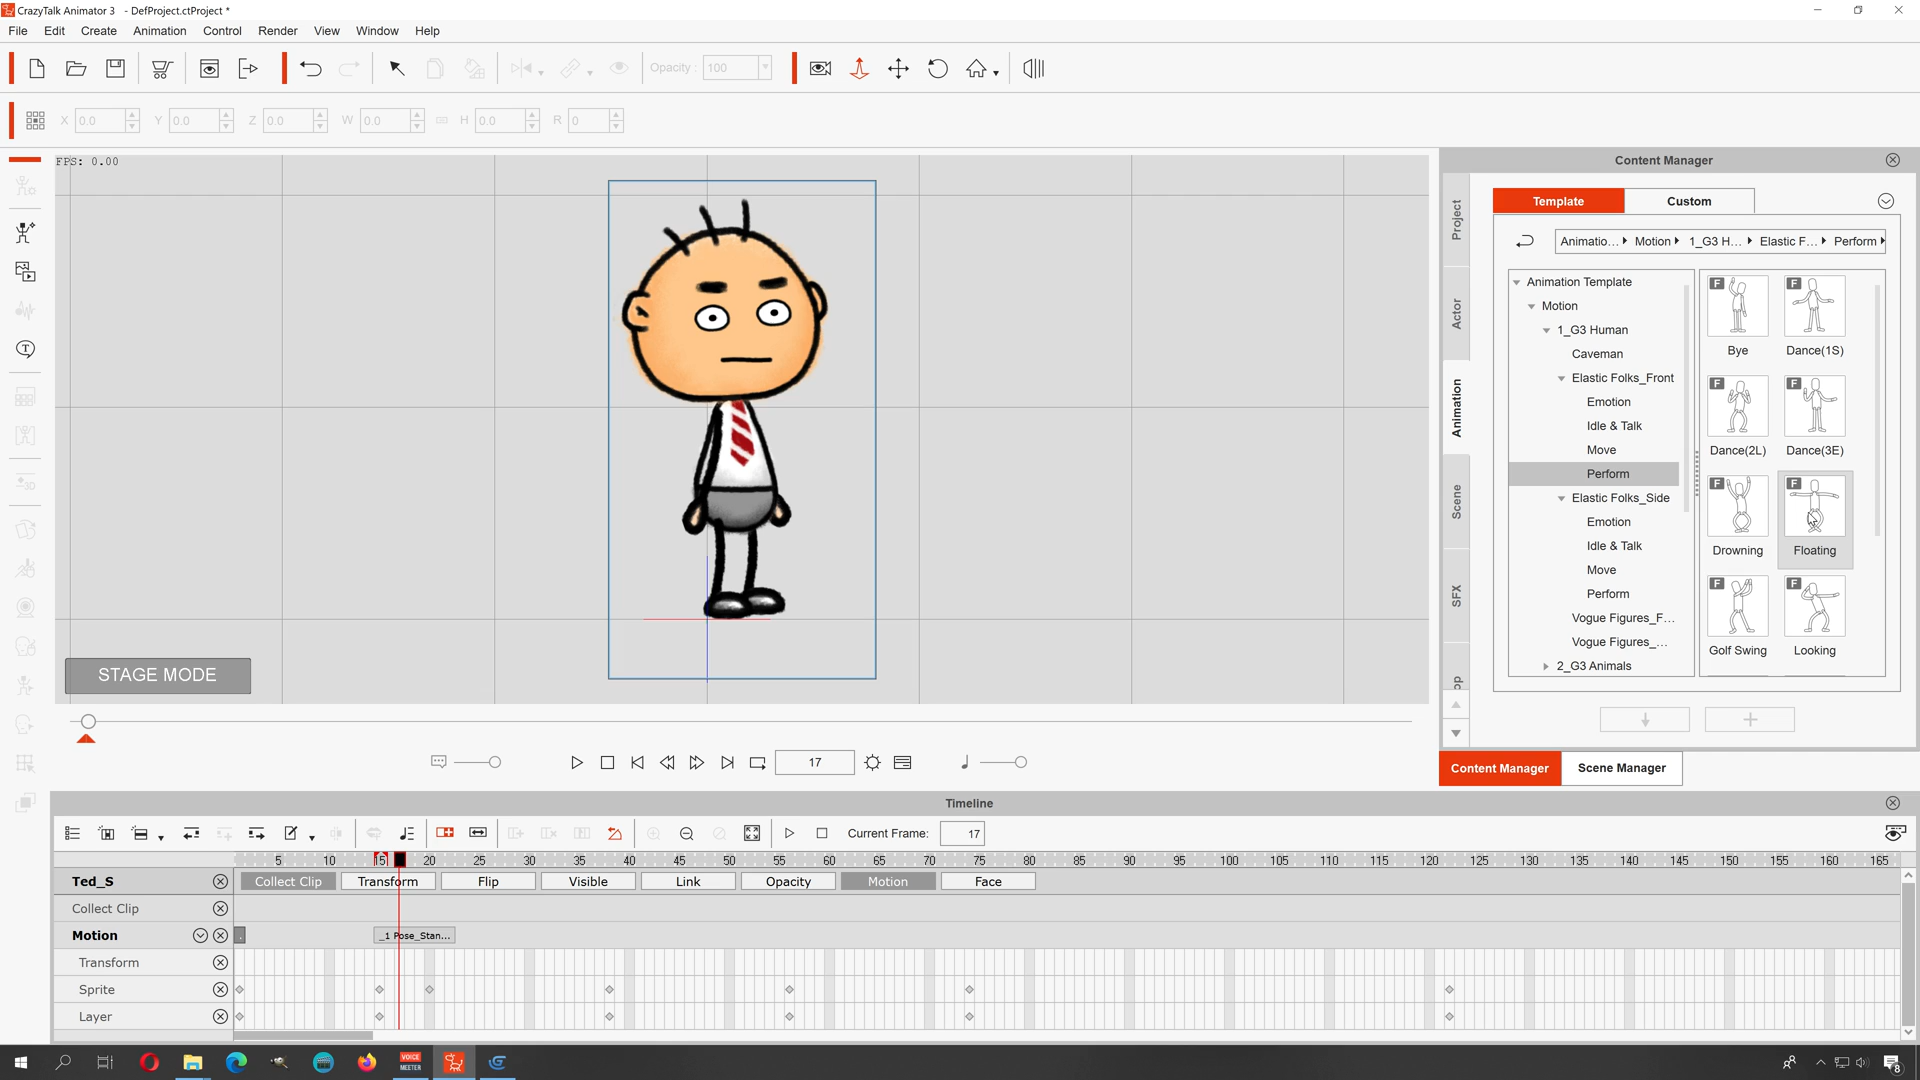 CrazyTalk Animator 3 - DefProject.ctProject *
File Edit Create Animation Control Render View Window Help
Opacity : 100
X 0.0 Y 0.0 Z 0.0 W 0.0 H 0.0 R 0
FPS: 0.00
STAGE MODE
17
Content Manager
Project
Actor
Animation
Scene
SFX
Template Custom
Animatio... Motion 1_G3 H... Elastic F... Perform
Animation Template
Motion
1_G3 Human
Caveman
Elastic Folks_Front
Emotion
Idle & Talk
Move
Perform
Elastic Folks_Side
Emotion
Idle & Talk
Move
Perform
Vogue Figures_F...
Vogue Figures_...
2_G3 Animals
F F
Bye Dance(1S)
F F
Dance(2L) Dance(3E)
F F
Drowning Floating
F F
Golf Swing Looking
Content Manager Scene Manager
Timeline
Current Frame: 17
5 10 15 20 25 30 35 40 45 50 55 60 65 70 75 80 85 90 95 100 105 110 115 120 125 130 135 140 145 150 155 160 165
Ted_S Collect Clip Transform Flip Visible Link Opacity Motion Face
Collect Clip
Motion _1 Pose_Stan...
Transform
Sprite
Layer
VOICE
MEETER
8